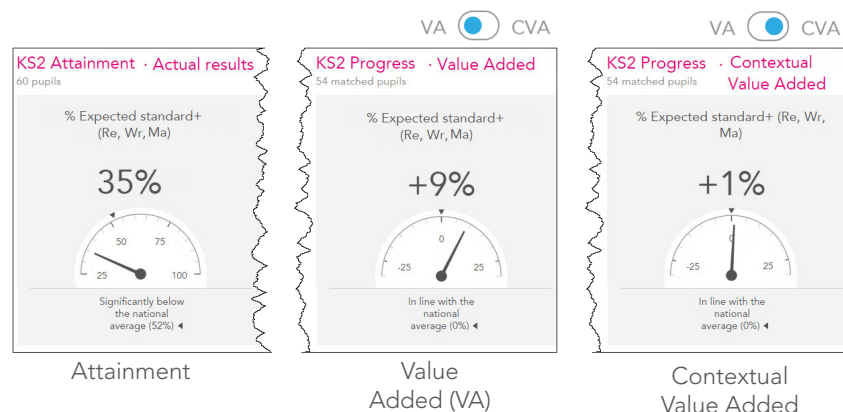 VA CVA
VA CVA
KS2 Attainment · Actual results
60 pupils
% Expected standard+
(Re, Wr, Ma)
35%
50 75
25 100
Significantly below
the national
average (52%) ◀
Attainment
KS2 Progress · Value Added
54 matched pupils
% Expected standard+
(Re, Wr, Ma)
+9%
0
-25 25
In line with the
national
average (0%) ◀
Value
Added (VA)
KS2 Progress · Contextual
Value Added
54 matched pupils
% Expected standard+ (Re, Wr,
Ma)
+1%
0
-25 25
In line with the
national
average (0%) ◀
Contextual
Value Added